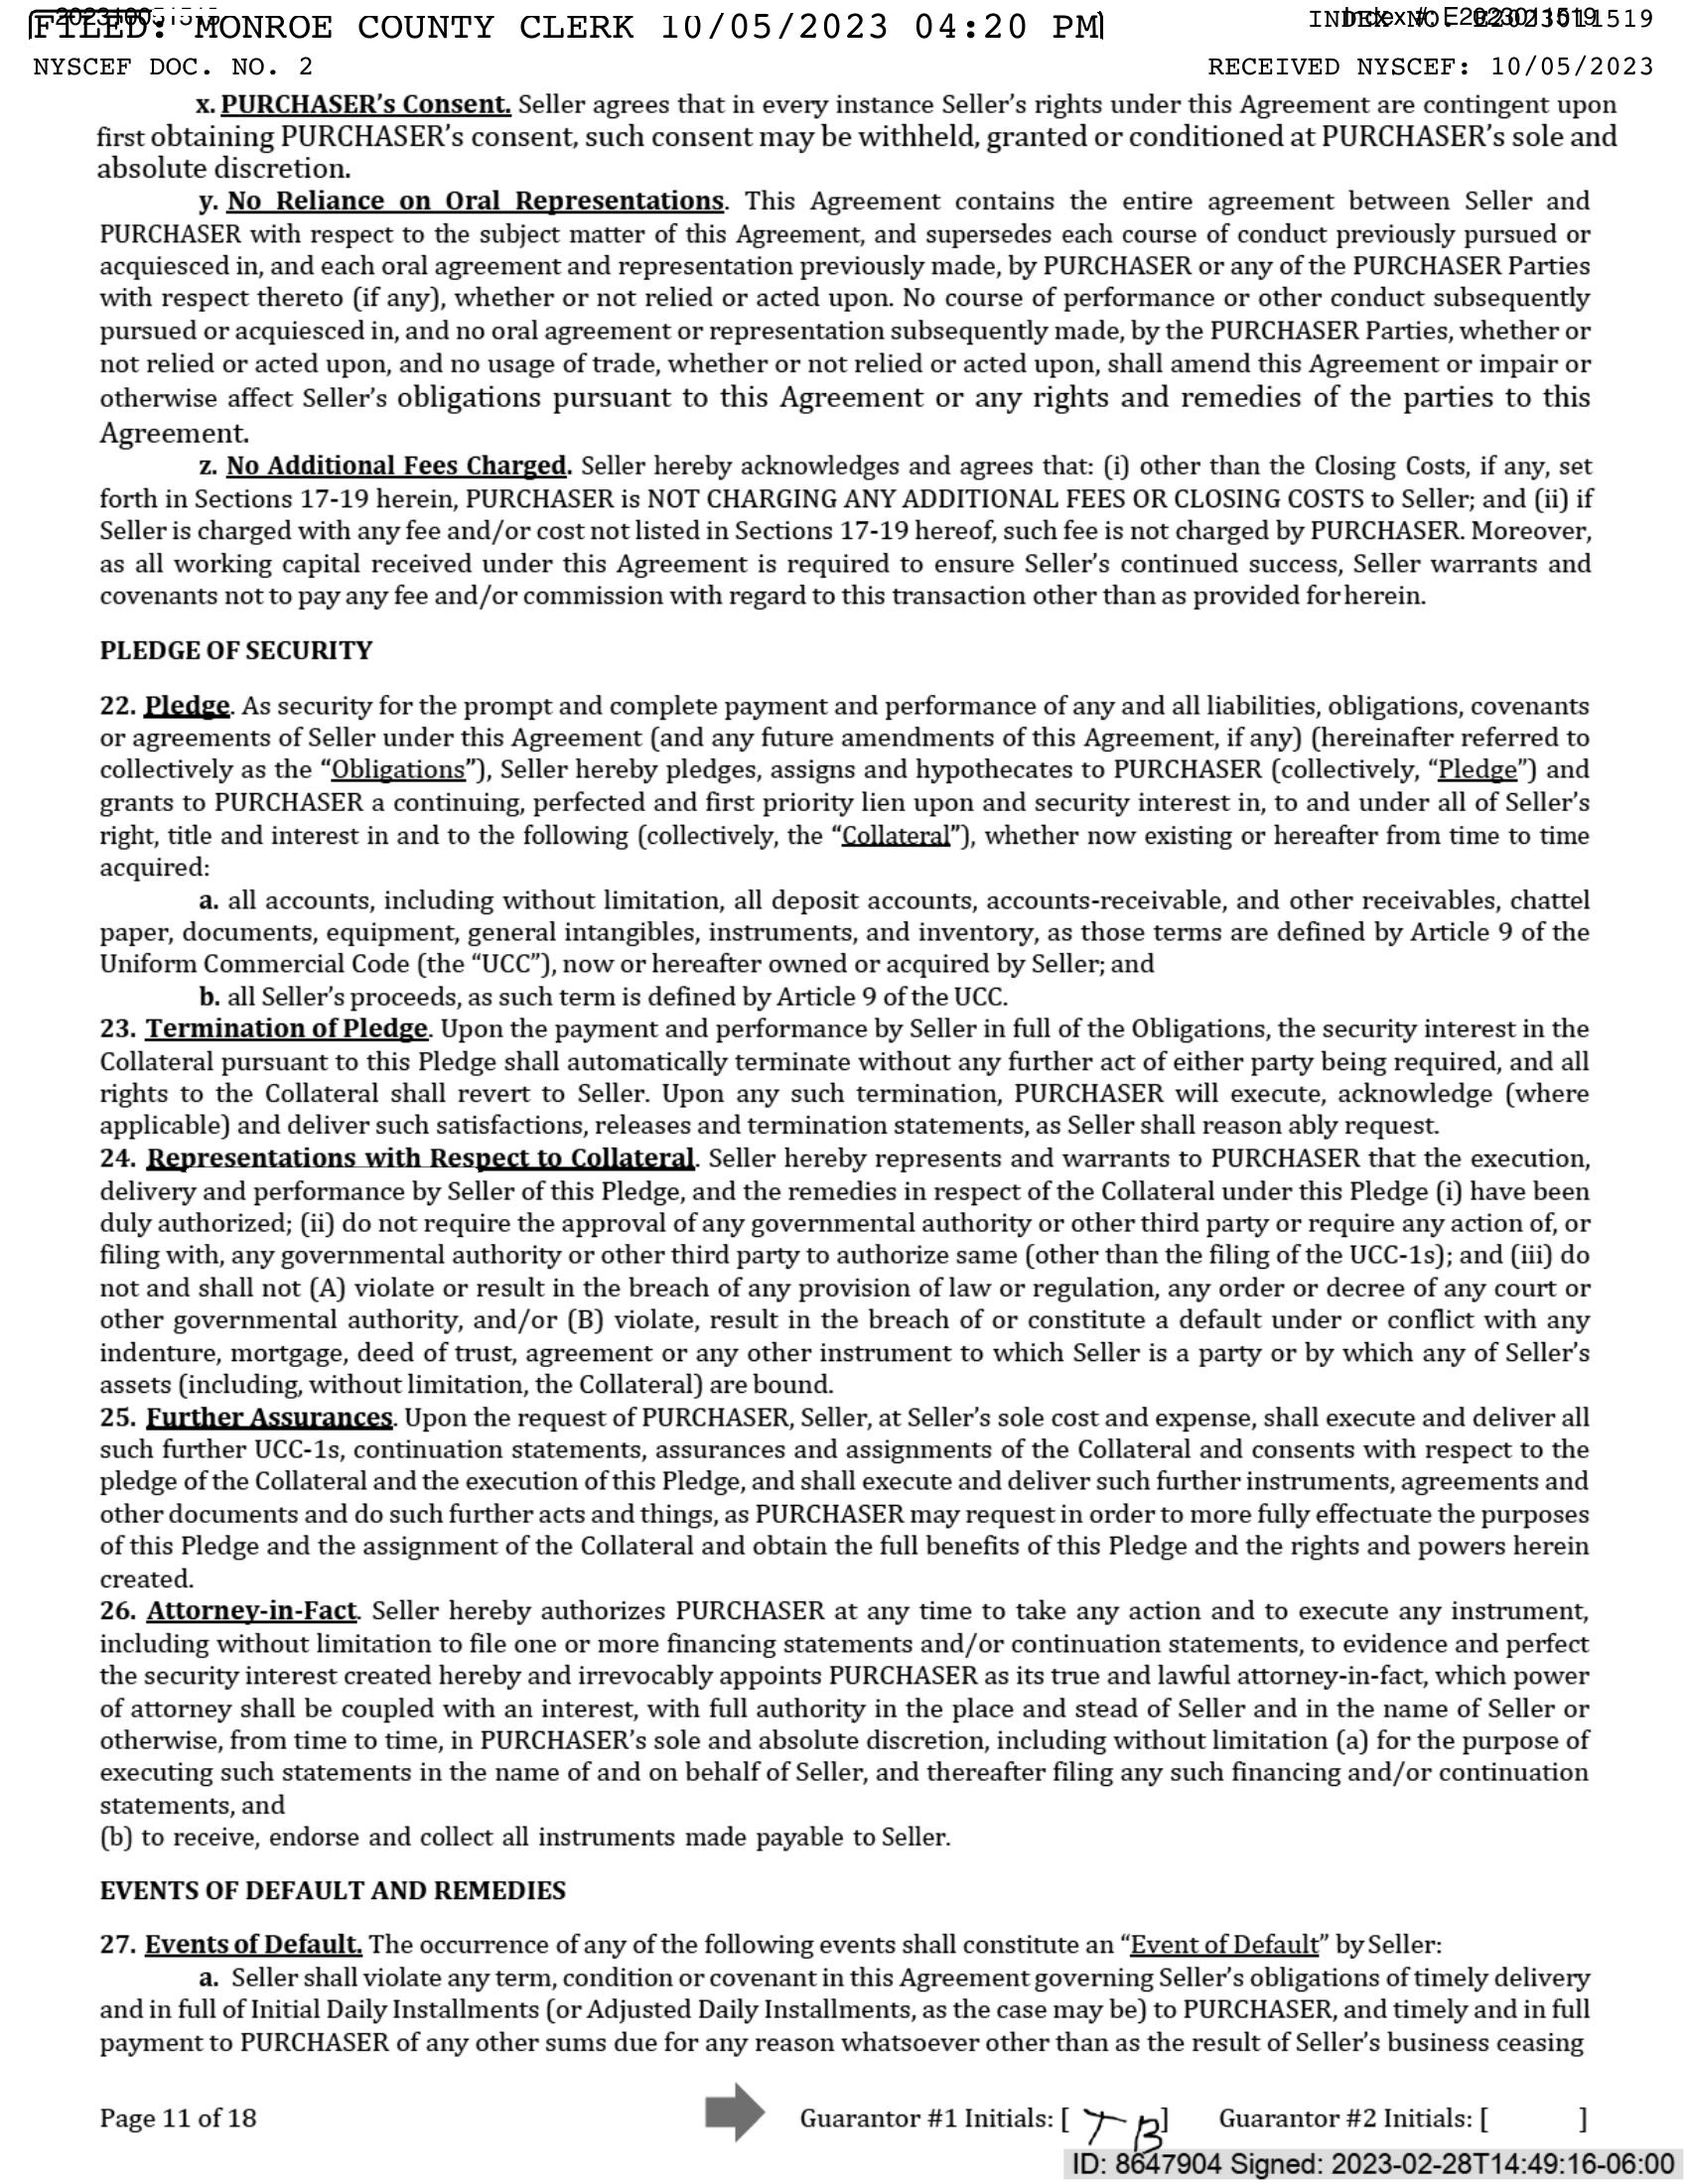 202310051515
Index #: E2023011519
FILED: MONROE COUNTY CLERK 10/05/2023 04:20 PM
INDEX NO. E2023011519
NYSCEF DOC. NO. 2
RECEIVED NYSCEF: 10/05/2023
x. PURCHASER’s Consent. Seller agrees that in every instance Seller’s rights under this Agreement are contingent upon
first obtaining PURCHASER’s consent, such consent may be withheld, granted or conditioned at PURCHASER’s sole and
absolute discretion.
y. No Reliance on Oral Representations. This Agreement contains the entire agreement between Seller and
PURCHASER with respect to the subject matter of this Agreement, and supersedes each course of conduct previously pursued or
acquiesced in, and each oral agreement and representation previously made, by PURCHASER or any of the PURCHASER Parties
with respect thereto (if any), whether or not relied or acted upon. No course of performance or other conduct subsequently
pursued or acquiesced in, and no oral agreement or representation subsequently made, by the PURCHASER Parties, whether or
not relied or acted upon, and no usage of trade, whether or not relied or acted upon, shall amend this Agreement or impair or
otherwise affect Seller’s obligations pursuant to this Agreement or any rights and remedies of the parties to this
Agreement.
z. No Additional Fees Charged. Seller hereby acknowledges and agrees that: (i) other than the Closing Costs, if any, set
forth in Sections 17-19 herein, PURCHASER is NOT CHARGING ANY ADDITIONAL FEES OR CLOSING COSTS to Seller; and (ii) if
Seller is charged with any fee and/or cost not listed in Sections 17-19 hereof, such fee is not charged by PURCHASER. Moreover,
as all working capital received under this Agreement is required to ensure Seller’s continued success, Seller warrants and
covenants not to pay any fee and/or commission with regard to this transaction other than as provided for herein.
PLEDGE OF SECURITY
22. Pledge. As security for the prompt and complete payment and performance of any and all liabilities, obligations, covenants
or agreements of Seller under this Agreement (and any future amendments of this Agreement, if any) (hereinafter referred to
collectively as the “Obligations”), Seller hereby pledges, assigns and hypothecates to PURCHASER (collectively, “Pledge”) and
grants to PURCHASER a continuing, perfected and first priority lien upon and security interest in, to and under all of Seller’s
right, title and interest in and to the following (collectively, the “Collateral”), whether now existing or hereafter from time to time
acquired:
a. all accounts, including without limitation, all deposit accounts, accounts-receivable, and other receivables, chattel
paper, documents, equipment, general intangibles, instruments, and inventory, as those terms are defined by Article 9 of the
Uniform Commercial Code (the “UCC”), now or hereafter owned or acquired by Seller; and
b. all Seller’s proceeds, as such term is defined by Article 9 of the UCC.
23. Termination of Pledge. Upon the payment and performance by Seller in full of the Obligations, the security interest in the
Collateral pursuant to this Pledge shall automatically terminate without any further act of either party being required, and all
rights to the Collateral shall revert to Seller. Upon any such termination, PURCHASER will execute, acknowledge (where
applicable) and deliver such satisfactions, releases and termination statements, as Seller shall reason ably request.
24. Representations with Respect to Collateral. Seller hereby represents and warrants to PURCHASER that the execution,
delivery and performance by Seller of this Pledge, and the remedies in respect of the Collateral under this Pledge (i) have been
duly authorized; (ii) do not require the approval of any governmental authority or other third party or require any action of, or
filing with, any governmental authority or other third party to authorize same (other than the filing of the UCC-1s); and (iii) do
not and shall not (A) violate or result in the breach of any provision of law or regulation, any order or decree of any court or
other governmental authority, and/or (B) violate, result in the breach of or constitute a default under or conflict with any
indenture, mortgage, deed of trust, agreement or any other instrument to which Seller is a party or by which any of Seller’s
assets (including, without limitation, the Collateral) are bound.
25. Further Assurances. Upon the request of PURCHASER, Seller, at Seller’s sole cost and expense, shall execute and deliver all
such further UCC-1s, continuation statements, assurances and assignments of the Collateral and consents with respect to the
pledge of the Collateral and the execution of this Pledge, and shall execute and deliver such further instruments, agreements and
other documents and do such further acts and things, as PURCHASER may request in order to more fully effectuate the purposes
of this Pledge and the assignment of the Collateral and obtain the full benefits of this Pledge and the rights and powers herein
created.
26. Attorney-in-Fact. Seller hereby authorizes PURCHASER at any time to take any action and to execute any instrument,
including without limitation to file one or more financing statements and/or continuation statements, to evidence and perfect
the security interest created hereby and irrevocably appoints PURCHASER as its true and lawful attorney-in-fact, which power
of attorney shall be coupled with an interest, with full authority in the place and stead of Seller and in the name of Seller or
otherwise, from time to time, in PURCHASER’s sole and absolute discretion, including without limitation (a) for the purpose of
executing such statements in the name of and on behalf of Seller, and thereafter filing any such financing and/or continuation
statements, and
(b) to receive, endorse and collect all instruments made payable to Seller.
EVENTS OF DEFAULT AND REMEDIES
27. Events of Default. The occurrence of any of the following events shall constitute an “Event of Default” by Seller:
a. Seller shall violate any term, condition or covenant in this Agreement governing Seller’s obligations of timely delivery
and in full of Initial Daily Installments (or Adjusted Daily Installments, as the case may be) to PURCHASER, and timely and in full
payment to PURCHASER of any other sums due for any reason whatsoever other than as the result of Seller’s business ceasing
Page 11 of 18
Guarantor #1 Initials: [ TB ] Guarantor #2 Initials: [ ]
ID: 8647904 Signed: 2023-02-28T14:49:16-06:00